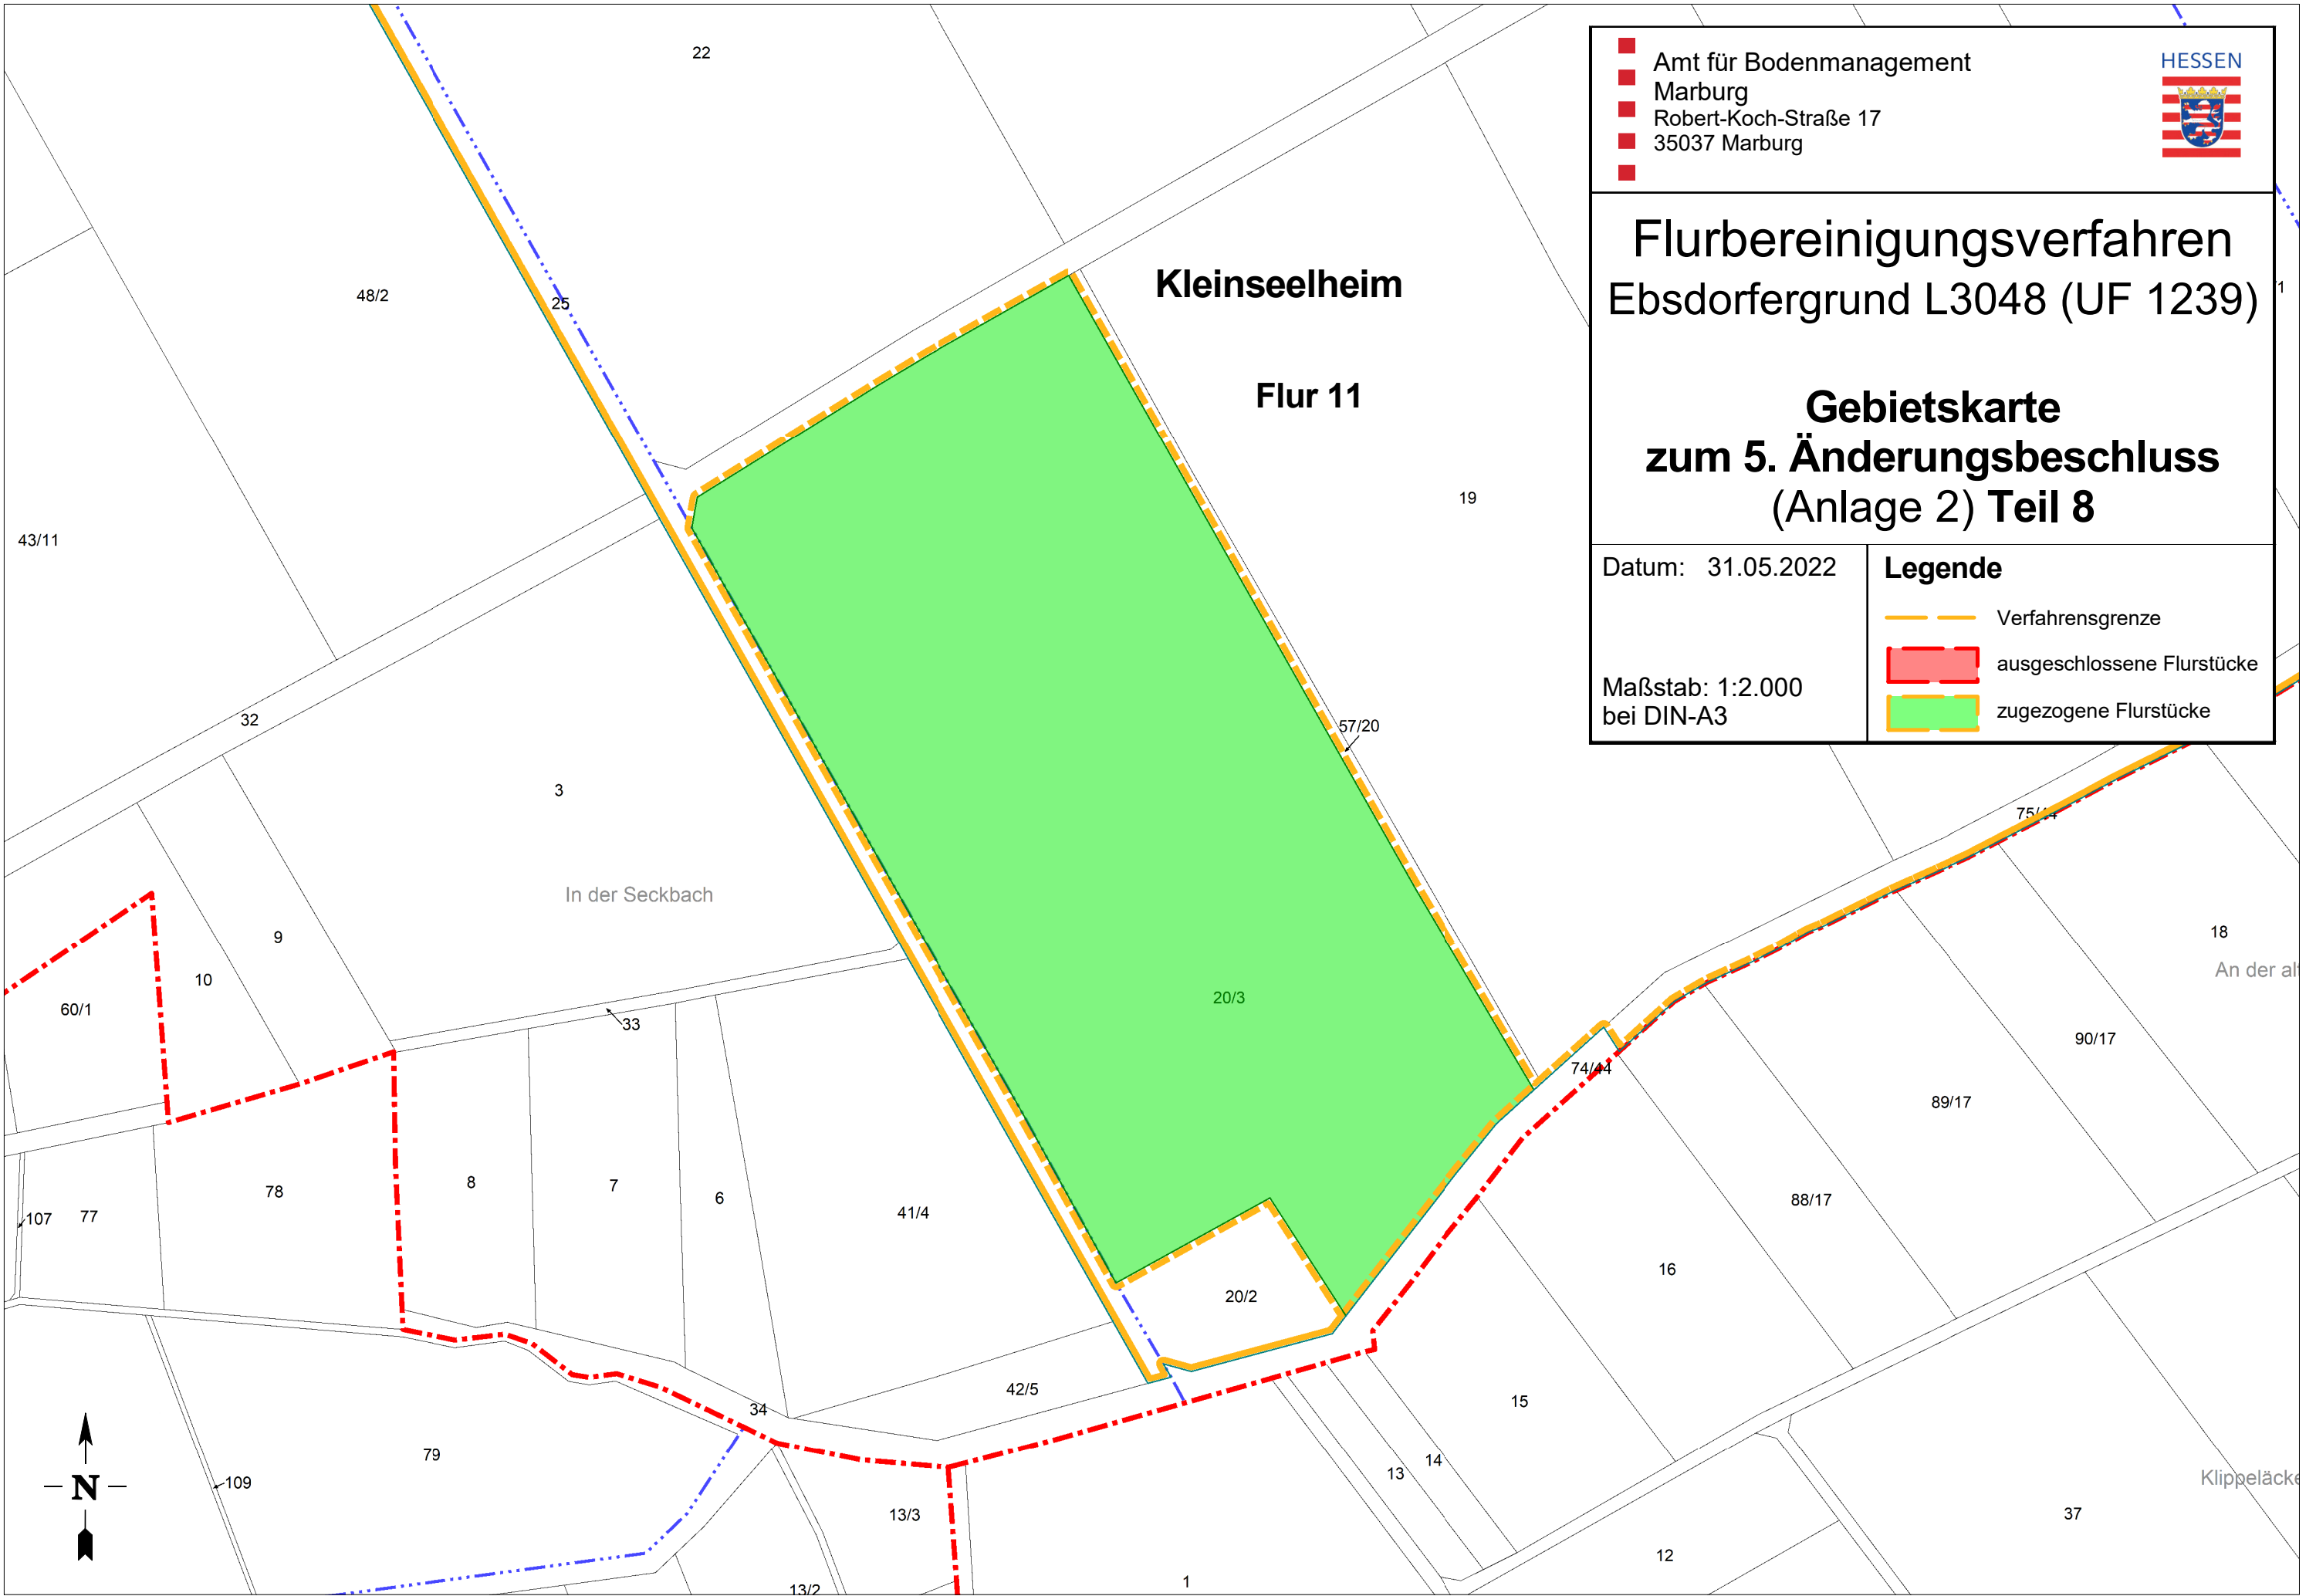 Amt für Bodenmanagement
Marburg
Robert-Koch-Straße 17
35037 Marburg
HESSEN
Flurbereinigungsverfahren
Ebsdorfergrund L3048 (UF 1239)
Gebietskarte
zum 5. Änderungsbeschluss
(Anlage 2) Teil 8
Datum: 31.05.2022
Maßstab: 1:2.000
bei DIN-A3
Legende
Verfahrensgrenze
ausgeschlossene Flurstücke
zugezogene Flurstücke
22
48/2
25
Kleinseelheim
Flur 11
43/11
19
32
57/20
3
In der Seckbach
9
10
60/1
33
20/3
74/44
18
An der alt
90/17
89/17
88/17
78
77
107
8
7
6
41/4
20/2
16
15
42/5
34
79
109
14
13
13/3
13/2
1
12
37
Klippeläcke
N